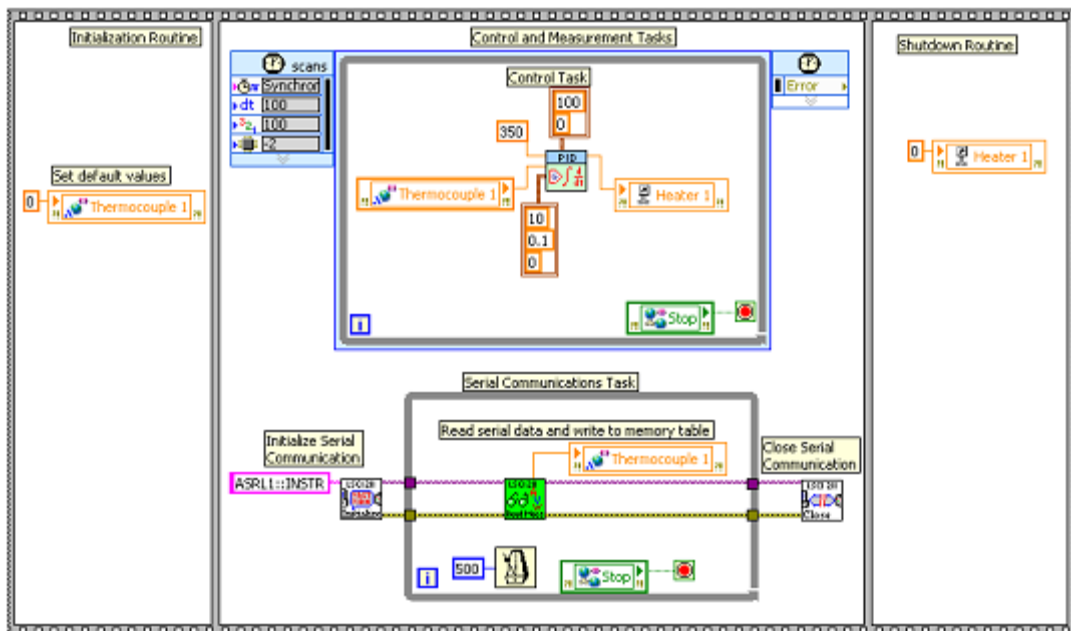 Initialization Routine
Set default values
0
Thermocouple 1
Control and Measurement Tasks
scans
Synchror
dt 100
100
-2
Error
Control Task
100
0
350
PID
Thermocouple 1
Heater 1
10
0.1
0
i
Stop
Serial Communications Task
Initialize Serial
Communication
Read serial data and write to memory table
Thermocouple 1
Close Serial
Communication
ASRL1::INSTR
Close
i
500
Stop
Shutdown Routine
0
Heater 1